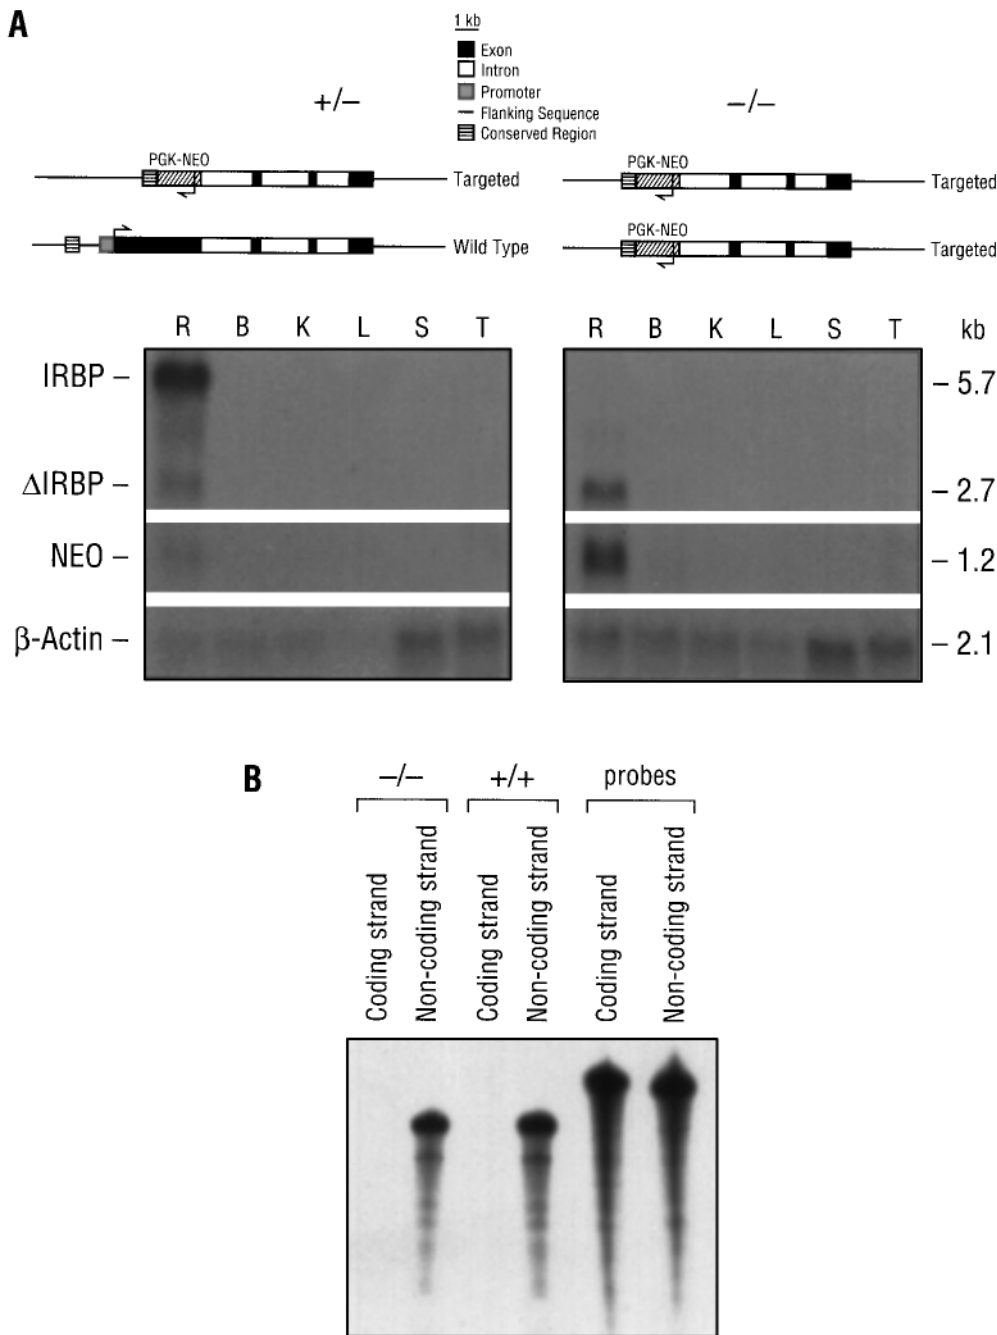 A
1 kb
Exon
Intron
Promoter
Flanking Sequence
Conserved Region
+/–
–/–
PGK-NEO
Targeted
Wild Type
PGK-NEO
Targeted
PGK-NEO
Targeted
R B K L S T
R B K L S T kb
IRBP –
– 5.7
ΔIRBP –
– 2.7
NEO –
– 1.2
β-Actin –
– 2.1
B
–/– +/+ probes
Coding strand
Non-coding strand
Coding strand
Non-coding strand
Coding strand
Non-coding strand